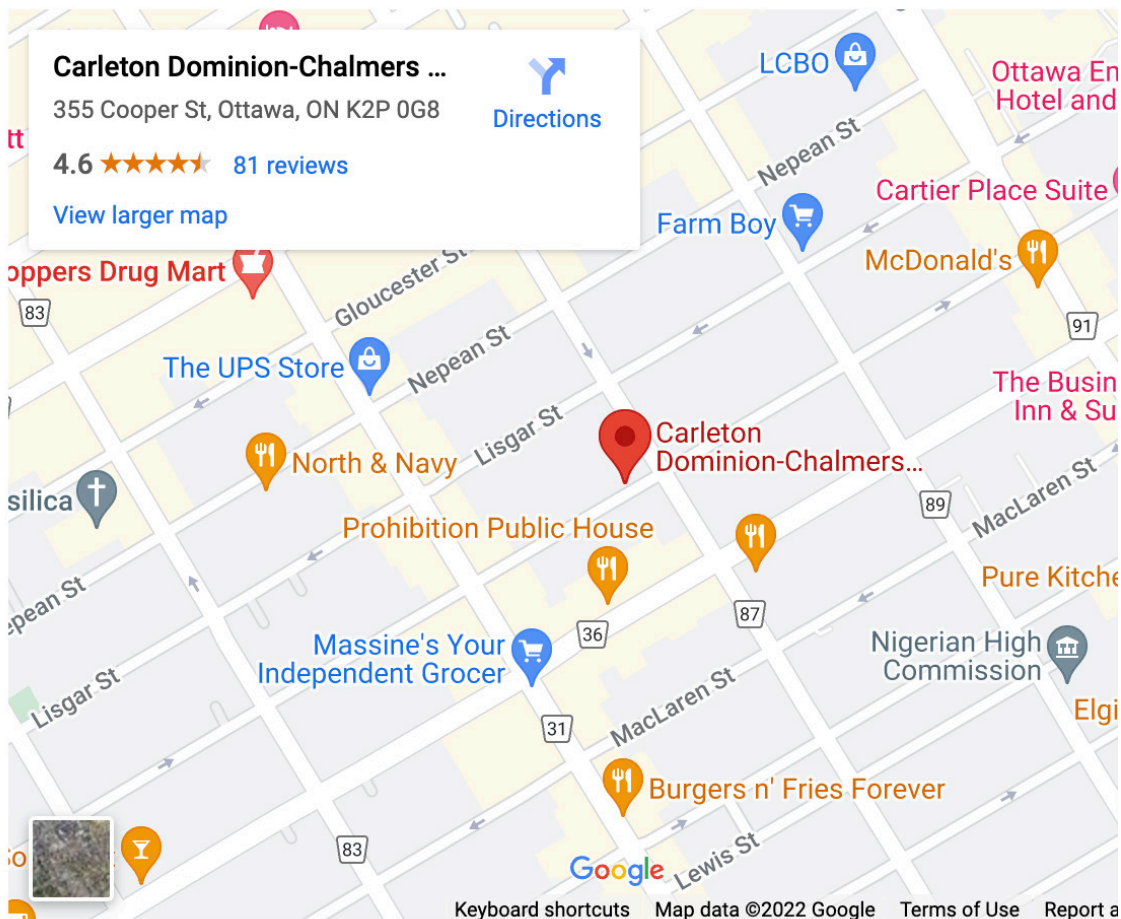 Carleton Dominion-Chalmers ...
355 Cooper St, Ottawa, ON K2P 0G8
4.6
81 reviews
View larger map
Directions
tt
LCBO
Ottawa En
Hotel and
Nepean St
Cartier Place Suite
Farm Boy
McDonald's
oppers Drug Mart
Gloucester St
83
91
The UPS Store
Nepean St
The Busin
Inn & Su
Lisgar St
Carleton
Dominion-Chalmers...
North & Navy
silica
MacLaren St
89
Prohibition Public House
epean St
Pure Kitche
87
36
Massine's Your
Independent Grocer
Nigerian High
Commission
Lisgar St
MacLaren St
Elgi
31
Burgers n' Fries Forever
83
So
Lewis St
Google
Keyboard shortcuts
Map data ©2022 Google
Terms of Use
Report a